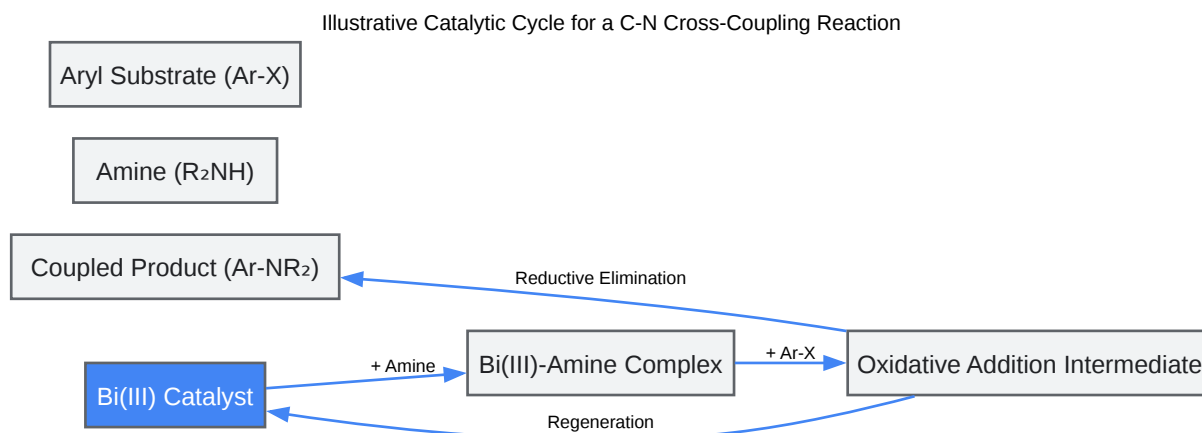 Illustrative Catalytic Cycle for a C-N Cross-Coupling Reaction
Aryl Substrate (Ar-X)
Amine (R₂NH)
Coupled Product (Ar-NR₂)
Reductive Elimination
Bi(III) Catalyst
+ Amine
Bi(III)-Amine Complex
+ Ar-X
Oxidative Addition Intermediate
Regeneration